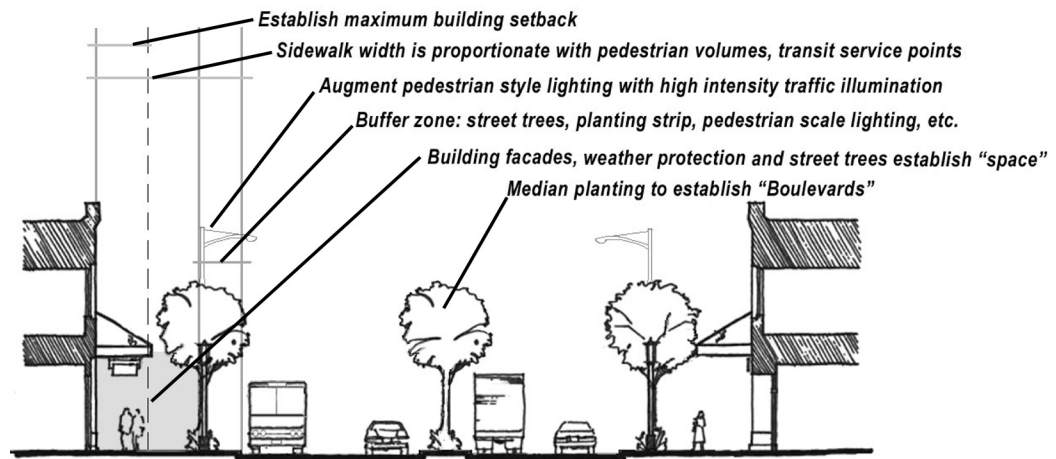 Establish maximum building setback
Sidewalk width is proportionate with pedestrian volumes, transit service points
Augment pedestrian style lighting with high intensity traffic illumination
Buffer zone: street trees, planting strip, pedestrian scale lighting, etc.
Building facades, weather protection and street trees establish “space”
Median planting to establish “Boulevards”